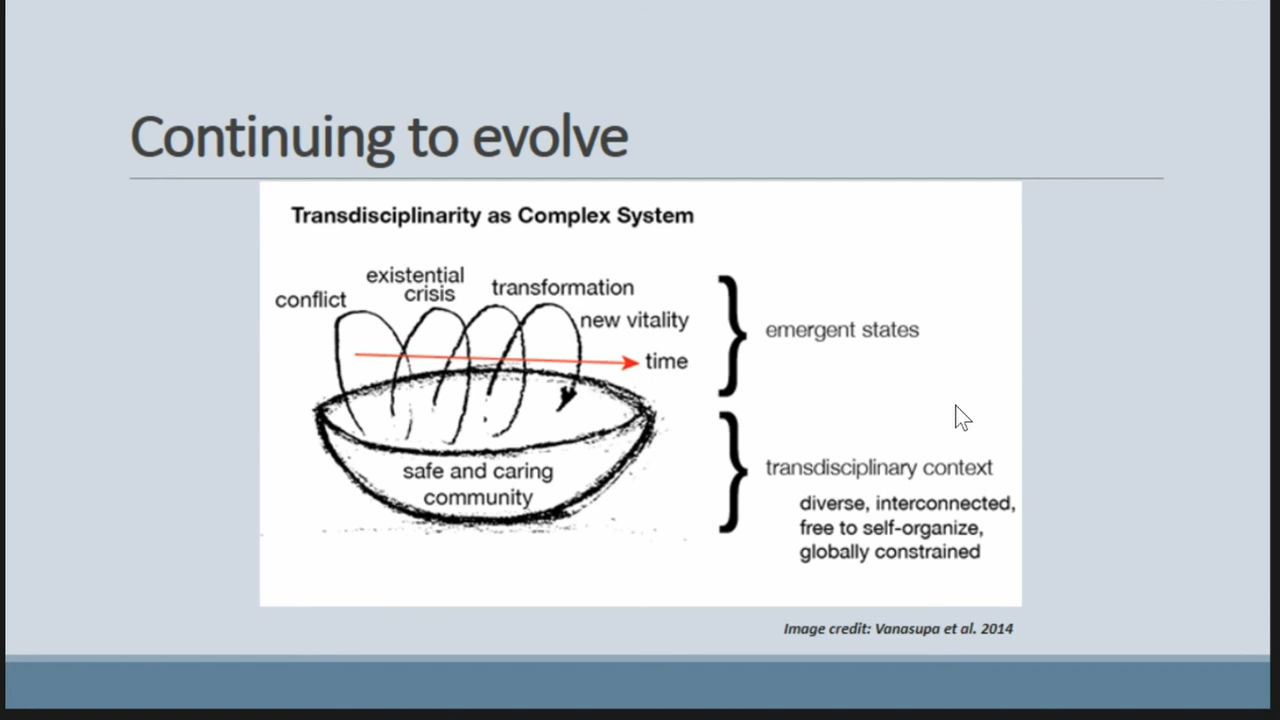 Continuing to evolve
Transdisciplinarity as Complex System
conflict
existential
crisis
transformation
new vitality
time
emergent states
safe and caring
community
transdisciplinary context
diverse, interconnected,
free to self-organize,
globally constrained
Image credit: Vanasupa et al. 2014